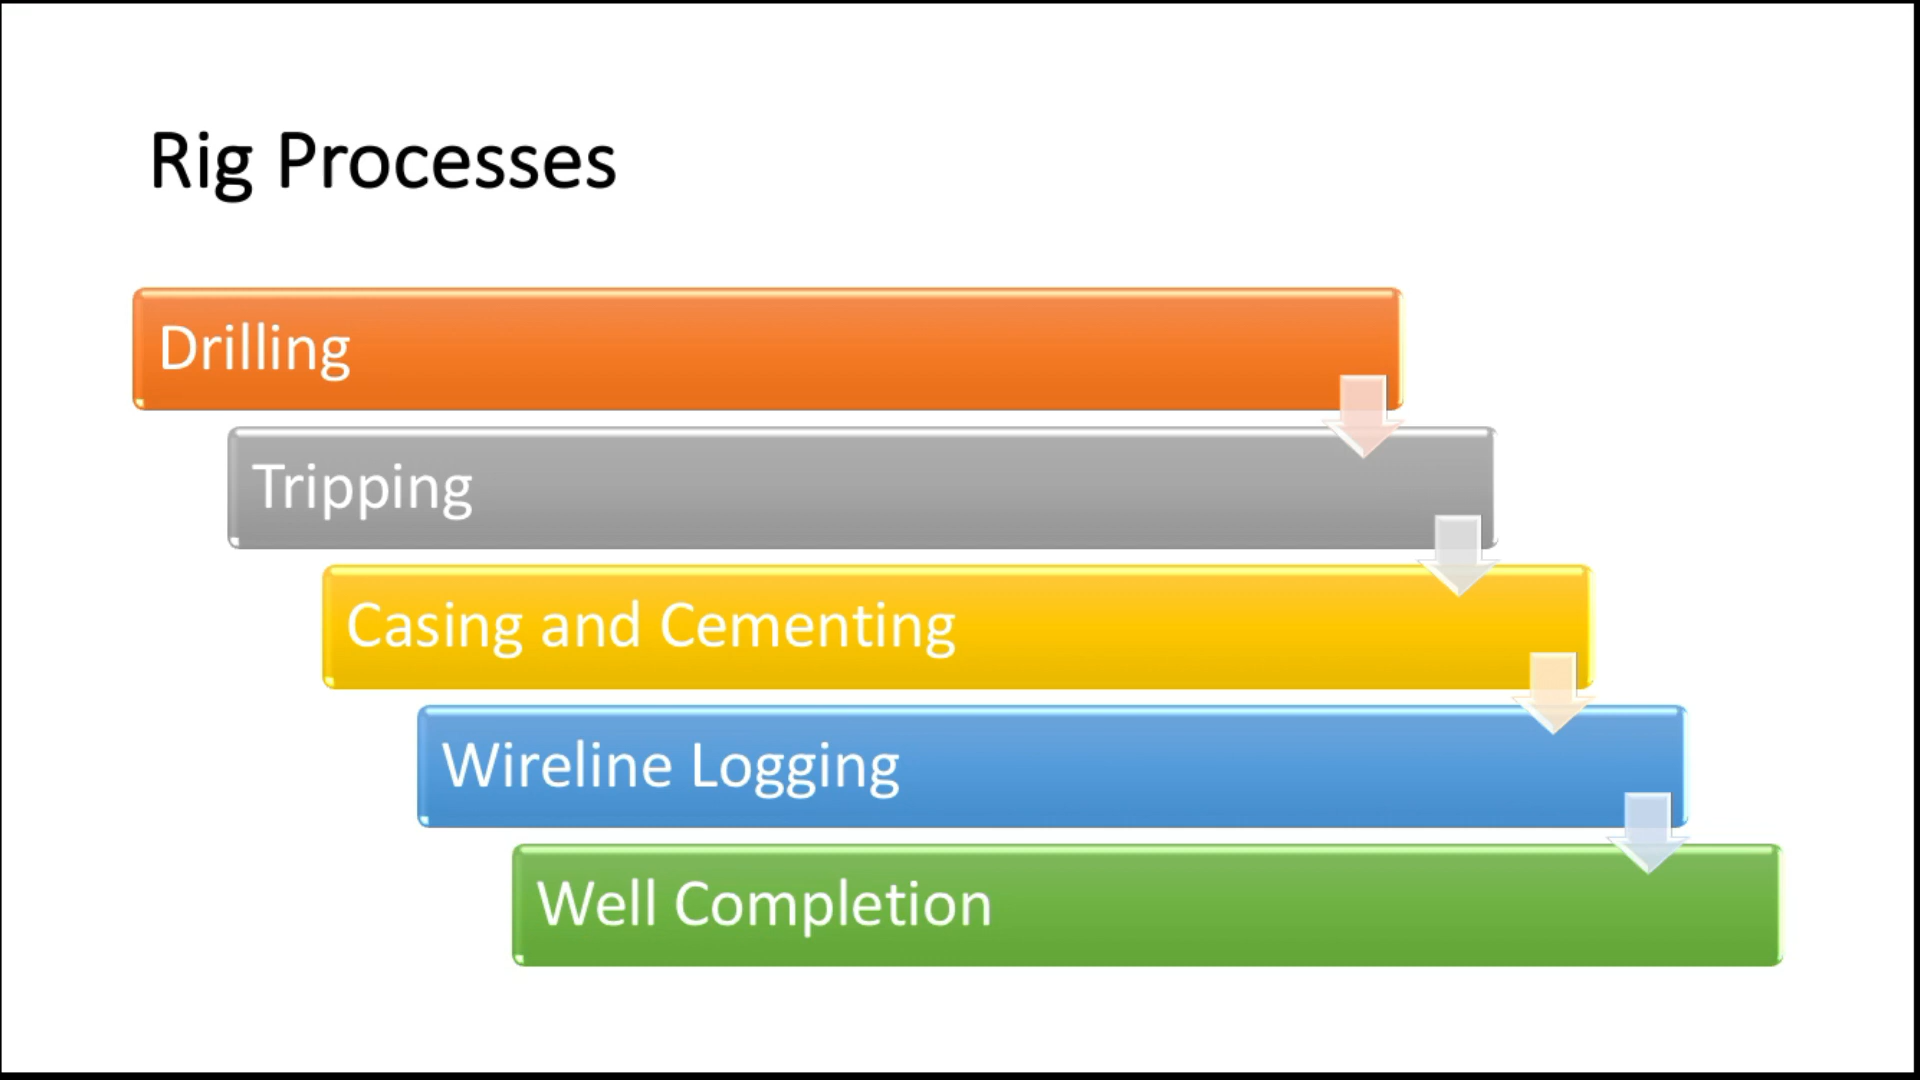 Rig Processes
Drilling
Tripping
Casing and Cementing
Wireline Logging
Well Completion